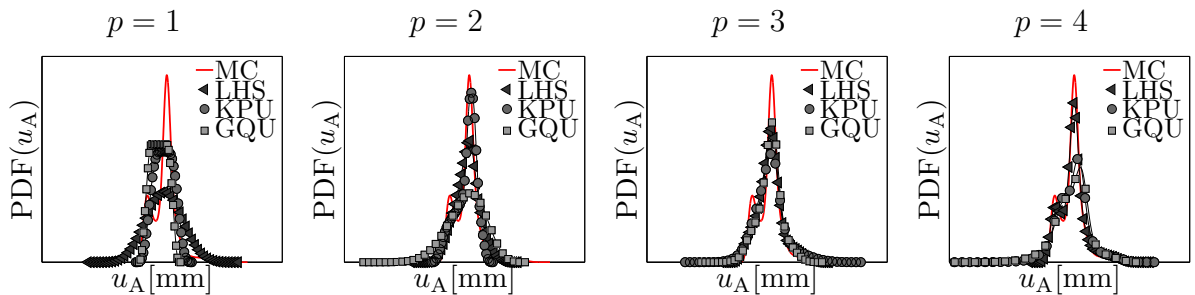 p = 1
MC
LHS
KPU
GQU
PDF(u_A)
u_A[mm]
p = 2
MC
LHS
KPU
GQU
PDF(u_A)
u_A[mm]
p = 3
MC
LHS
KPU
GQU
PDF(u_A)
u_A[mm]
p = 4
MC
LHS
KPU
GQU
PDF(u_A)
u_A[mm]